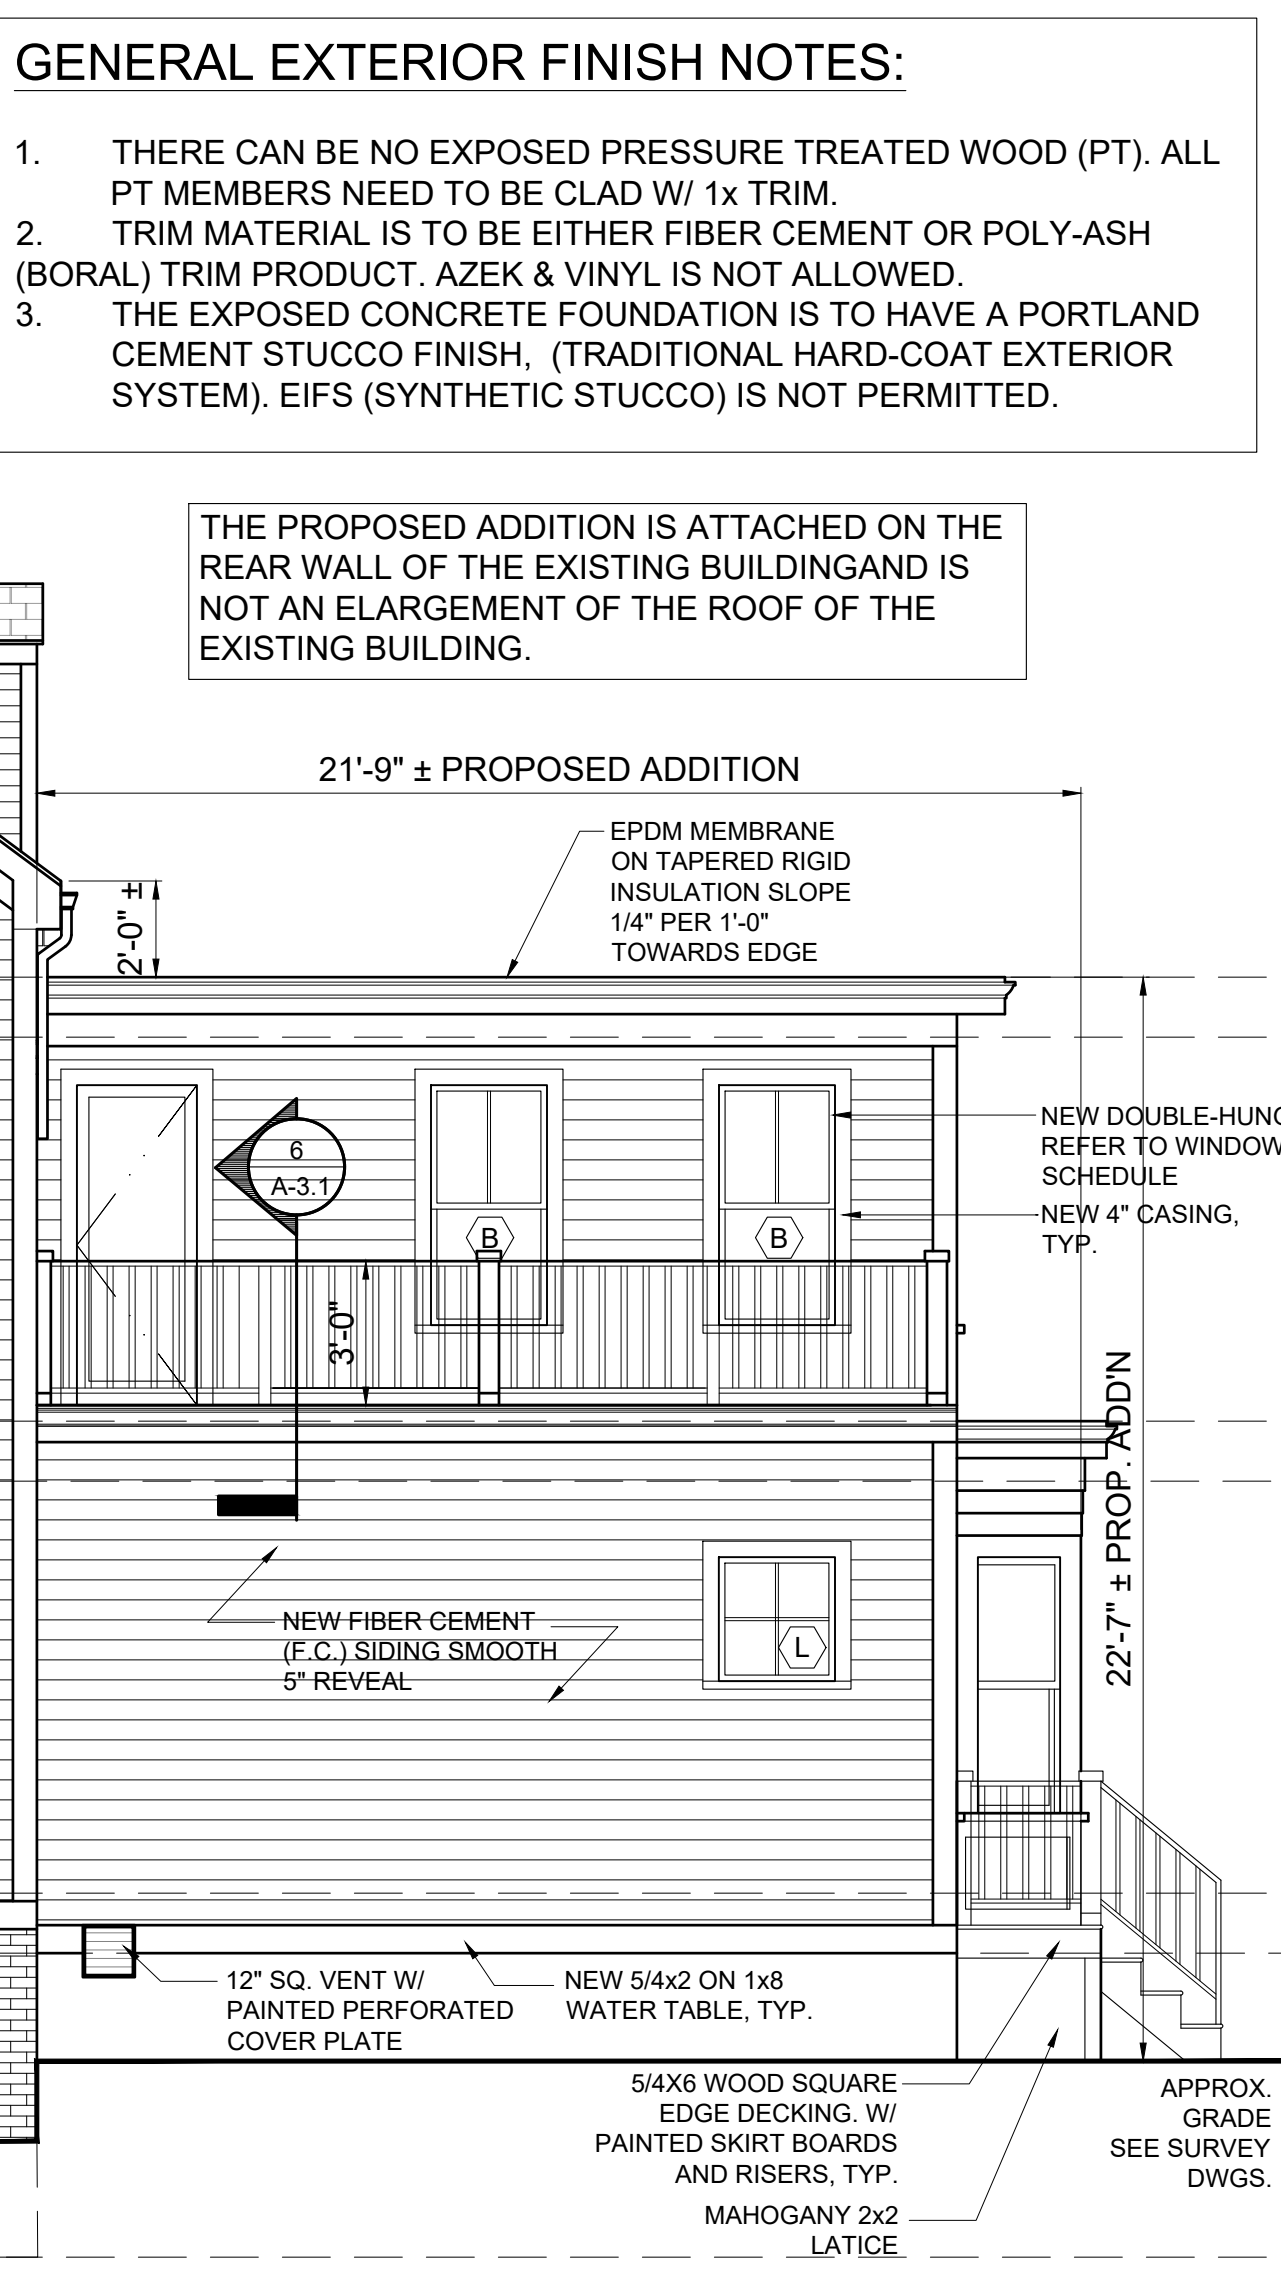 GENERAL EXTERIOR FINISH NOTES:
1. THERE CAN BE NO EXPOSED PRESSURE TREATED WOOD (PT). ALL
PT MEMBERS NEED TO BE CLAD W/ 1x TRIM.
2. TRIM MATERIAL IS TO BE EITHER FIBER CEMENT OR POLY-ASH
(BORAL) TRIM PRODUCT. AZEK & VINYL IS NOT ALLOWED.
3. THE EXPOSED CONCRETE FOUNDATION IS TO HAVE A PORTLAND
CEMENT STUCCO FINISH, (TRADITIONAL HARD-COAT EXTERIOR
SYSTEM). EIFS (SYNTHETIC STUCCO) IS NOT PERMITTED.
THE PROPOSED ADDITION IS ATTACHED ON THE
REAR WALL OF THE EXISTING BUILDINGAND IS
NOT AN ELARGEMENT OF THE ROOF OF THE
EXISTING BUILDING.
21'-9" ± PROPOSED ADDITION
EPDM MEMBRANE
ON TAPERED RIGID
INSULATION SLOPE
1/4" PER 1'-0"
TOWARDS EDGE
2'-0" ±
NEW DOUBLE-HUNG
REFER TO WINDOW
SCHEDULE
NEW 4" CASING,
TYP.
6
A-3.1
B
B
3'-0"
22'-7" ± PROP. ADD'N
NEW FIBER CEMENT
(F.C.) SIDING SMOOTH
5" REVEAL
L
12" SQ. VENT W/
PAINTED PERFORATED
COVER PLATE
NEW 5/4x2 ON 1x8
WATER TABLE, TYP.
5/4X6 WOOD SQUARE
EDGE DECKING. W/
PAINTED SKIRT BOARDS
AND RISERS, TYP.
MAHOGANY 2x2
LATICE
APPROX.
GRADE
SEE SURVEY
DWGS.